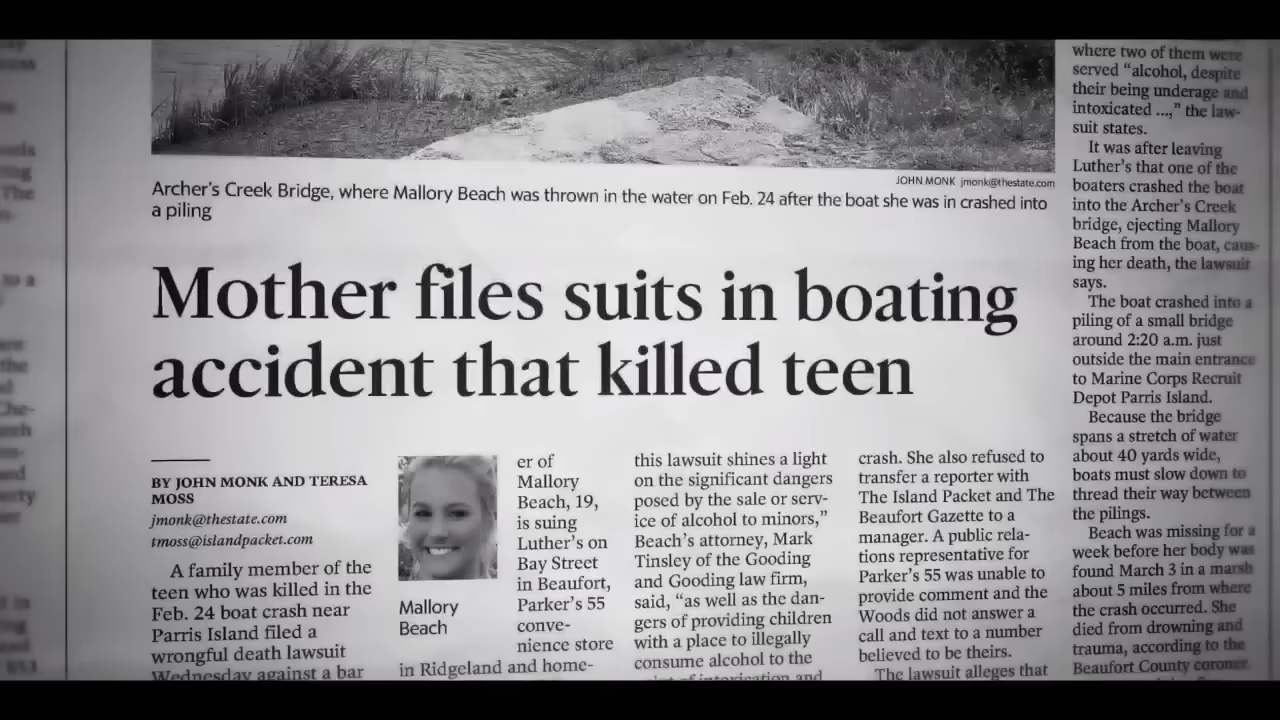 JOHN MONK jmonk@thestate.com
Archer's Creek Bridge, where Mallory Beach was thrown in the water on Feb. 24 after the boat she was in crashed into
a piling
Mother files suits in boating
accident that killed teen
BY JOHN MONK AND TERESA
MOSS
jmonk@thestate.com
tmoss@islandpacket.com
A family member of the
teen who was killed in the
Feb. 24 boat crash near
Parris Island filed a
wrongful death lawsuit
Wednesday against a bar
Mallory
Beach
er of
Mallory
Beach, 19,
is suing
Luther's on
Bay Street
in Beaufort,
Parker's 55
conve-
nience store
in Ridgeland and home-
this lawsuit shines a light
on the significant dangers
posed by the sale or serv-
ice of alcohol to minors,"
Beach's attorney, Mark
Tinsley of the Gooding
and Gooding law firm,
said, "as well as the dan-
gers of providing children
with a place to illegally
consume alcohol to the
point of intoxication and
crash. She also refused to
transfer a reporter with
The Island Packet and The
Beaufort Gazette to a
manager. A public rela-
tions representative for
Parker's 55 was unable to
provide comment and the
Woods did not answer a
call and text to a number
believed to be theirs.
The lawsuit alleges that
where two of them were
served "alcohol, despite
their being underage and
intoxicated ...," the law-
suit states.
It was after leaving
Luther's that one of the
boaters crashed the boat
into the Archer's Creek
bridge, ejecting Mallory
Beach from the boat, caus-
ing her death, the lawsuit
says.
The boat crashed into a
piling of a small bridge
around 2:20 a.m. just
outside the main entrance
to Marine Corps Recruit
Depot Parris Island.
Because the bridge
spans a stretch of water
about 40 yards wide,
boats must slow down to
thread their way between
the pilings.
Beach was missing for a
week before her body was
found March 3 in a marsh
about 5 miles from where
the crash occurred. She
died from drowning and
trauma, according to the
Beaufort County coroner.